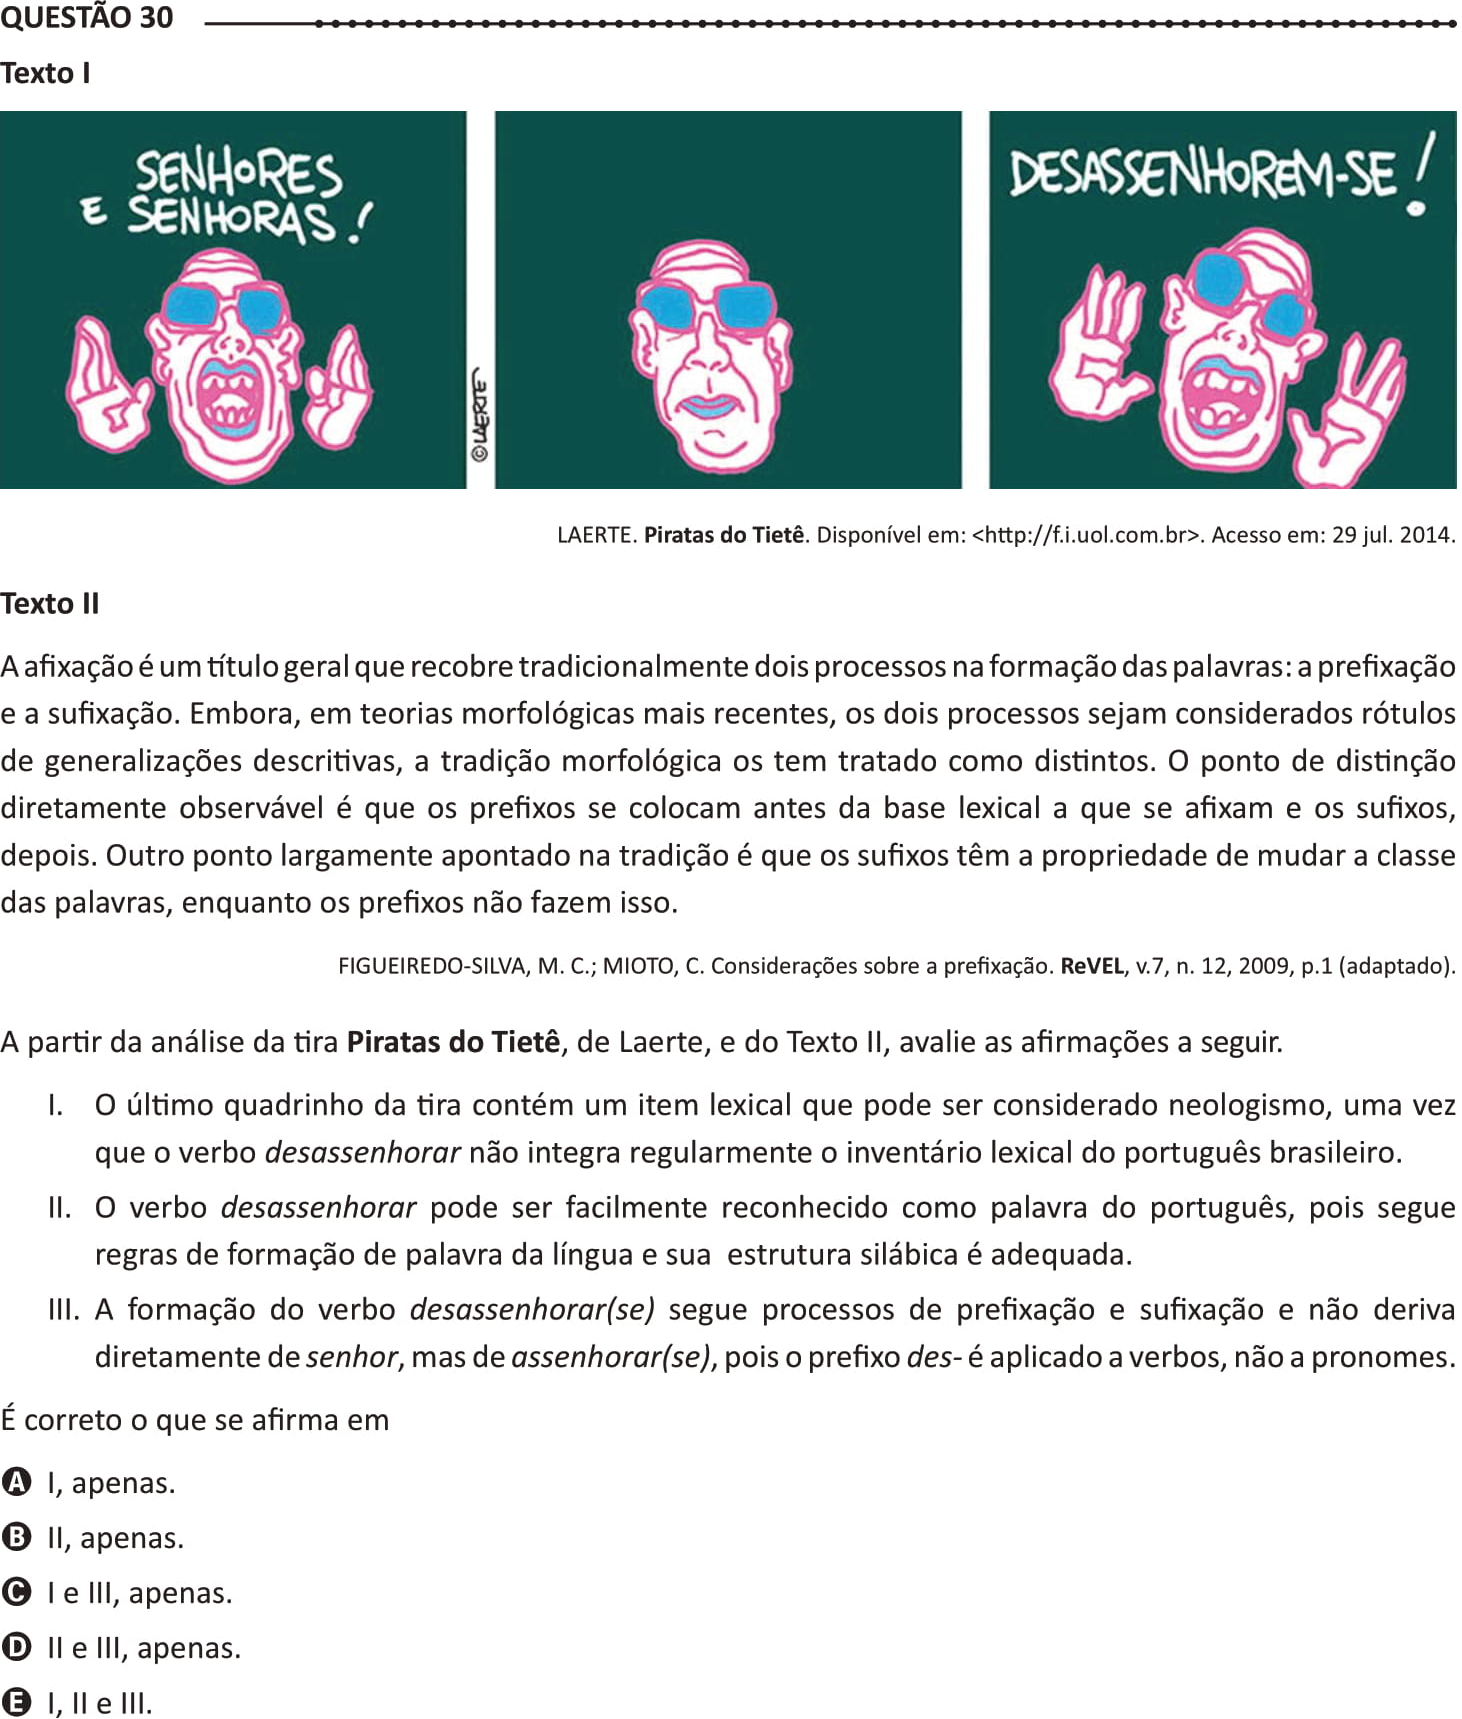 QUESTÃO 30
Texto I
SENHORES
E SENHORAS!
©LAERTE
DESASSENHOREM-SE!
LAERTE. Piratas do Tietê. Disponível em: <http://f.i.uol.com.br>. Acesso em: 29 jul. 2014.
Texto II
A afixação é um título geral que recobre tradicionalmente dois processos na formação das palavras: a prefixação
e a sufixação. Embora, em teorias morfológicas mais recentes, os dois processos sejam considerados rótulos
de generalizações descritivas, a tradição morfológica os tem tratado como distintos. O ponto de distinção
diretamente observável é que os prefixos se colocam antes da base lexical a que se afixam e os sufixos,
depois. Outro ponto largamente apontado na tradição é que os sufixos têm a propriedade de mudar a classe
das palavras, enquanto os prefixos não fazem isso.
FIGUEIREDO-SILVA, M. C.; MIOTO, C. Considerações sobre a prefixação. ReVEL, v.7, n. 12, 2009, p.1 (adaptado).
A partir da análise da tira Piratas do Tietê, de Laerte, e do Texto II, avalie as afirmações a seguir.
I. O último quadrinho da tira contém um item lexical que pode ser considerado neologismo, uma vez
que o verbo desassenhorar não integra regularmente o inventário lexical do português brasileiro.
II. O verbo desassenhorar pode ser facilmente reconhecido como palavra do português, pois segue
regras de formação de palavra da língua e sua estrutura silábica é adequada.
III. A formação do verbo desassenhorar(se) segue processos de prefixação e sufixação e não deriva
diretamente de senhor, mas de assenhorar(se), pois o prefixo des- é aplicado a verbos, não a pronomes.
É correto o que se afirma em
A I, apenas.
B II, apenas.
C I e III, apenas.
D II e III, apenas.
E I, II e III.